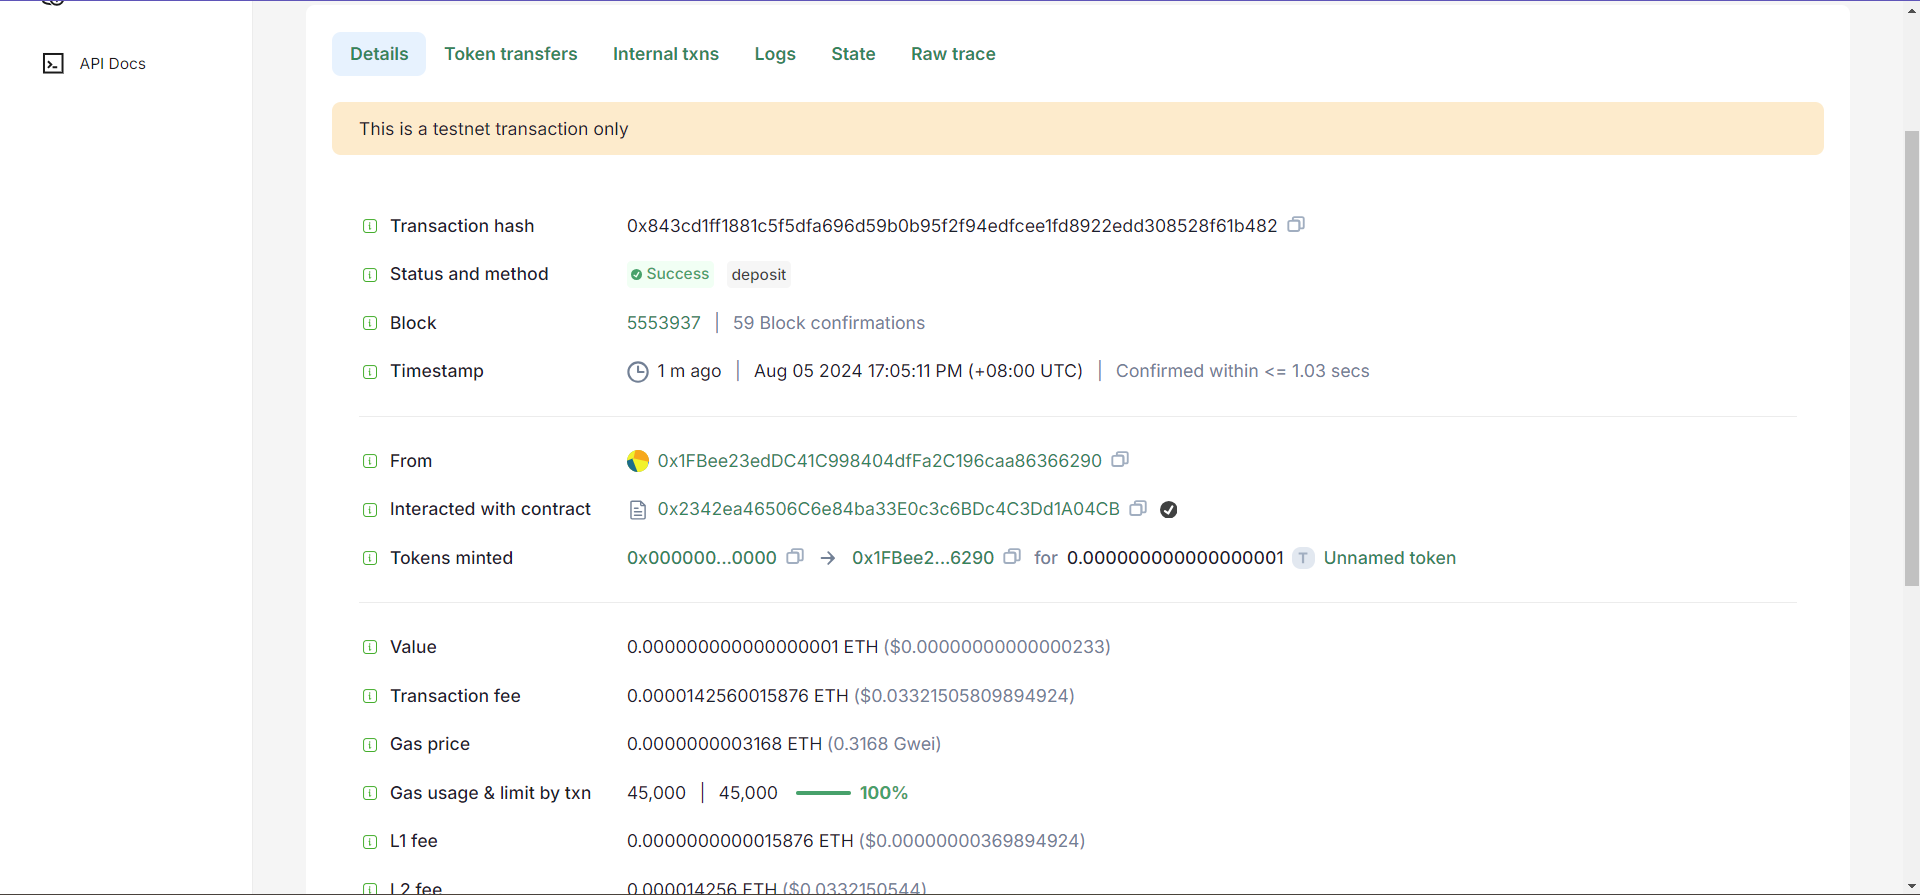 API Docs
Details Token transfers Internal txns Logs State Raw trace
This is a testnet transaction only
Transaction hash 0x843cd1ff1881c5f5dfa696d59b0b95f2f94edfcee1fd8922edd308528f61b482
Status and method Success deposit
Block 5553937 | 59 Block confirmations
Timestamp 1 m ago | Aug 05 2024 17:05:11 PM (+08:00 UTC) | Confirmed within <= 1.03 secs
From 0x1FBee23edDC41C998404dfFa2C196caa86366290
Interacted with contract 0x2342ea46506C6e84ba33E0c3c6BDc4C3Dd1A04CB
Tokens minted 0x000000...0000 → 0x1FBee2...6290 for 0.000000000000000001 T Unnamed token
Value 0.000000000000000001 ETH ($0.00000000000000233)
Transaction fee 0.0000142560015876 ETH ($0.03321505809894924)
Gas price 0.0000000003168 ETH (0.3168 Gwei)
Gas usage & limit by txn 45,000 | 45,000 100%
L1 fee 0.0000000000015876 ETH ($0.00000000369894924)
L2 fee 0.000014256 ETH ($0.0332150544)